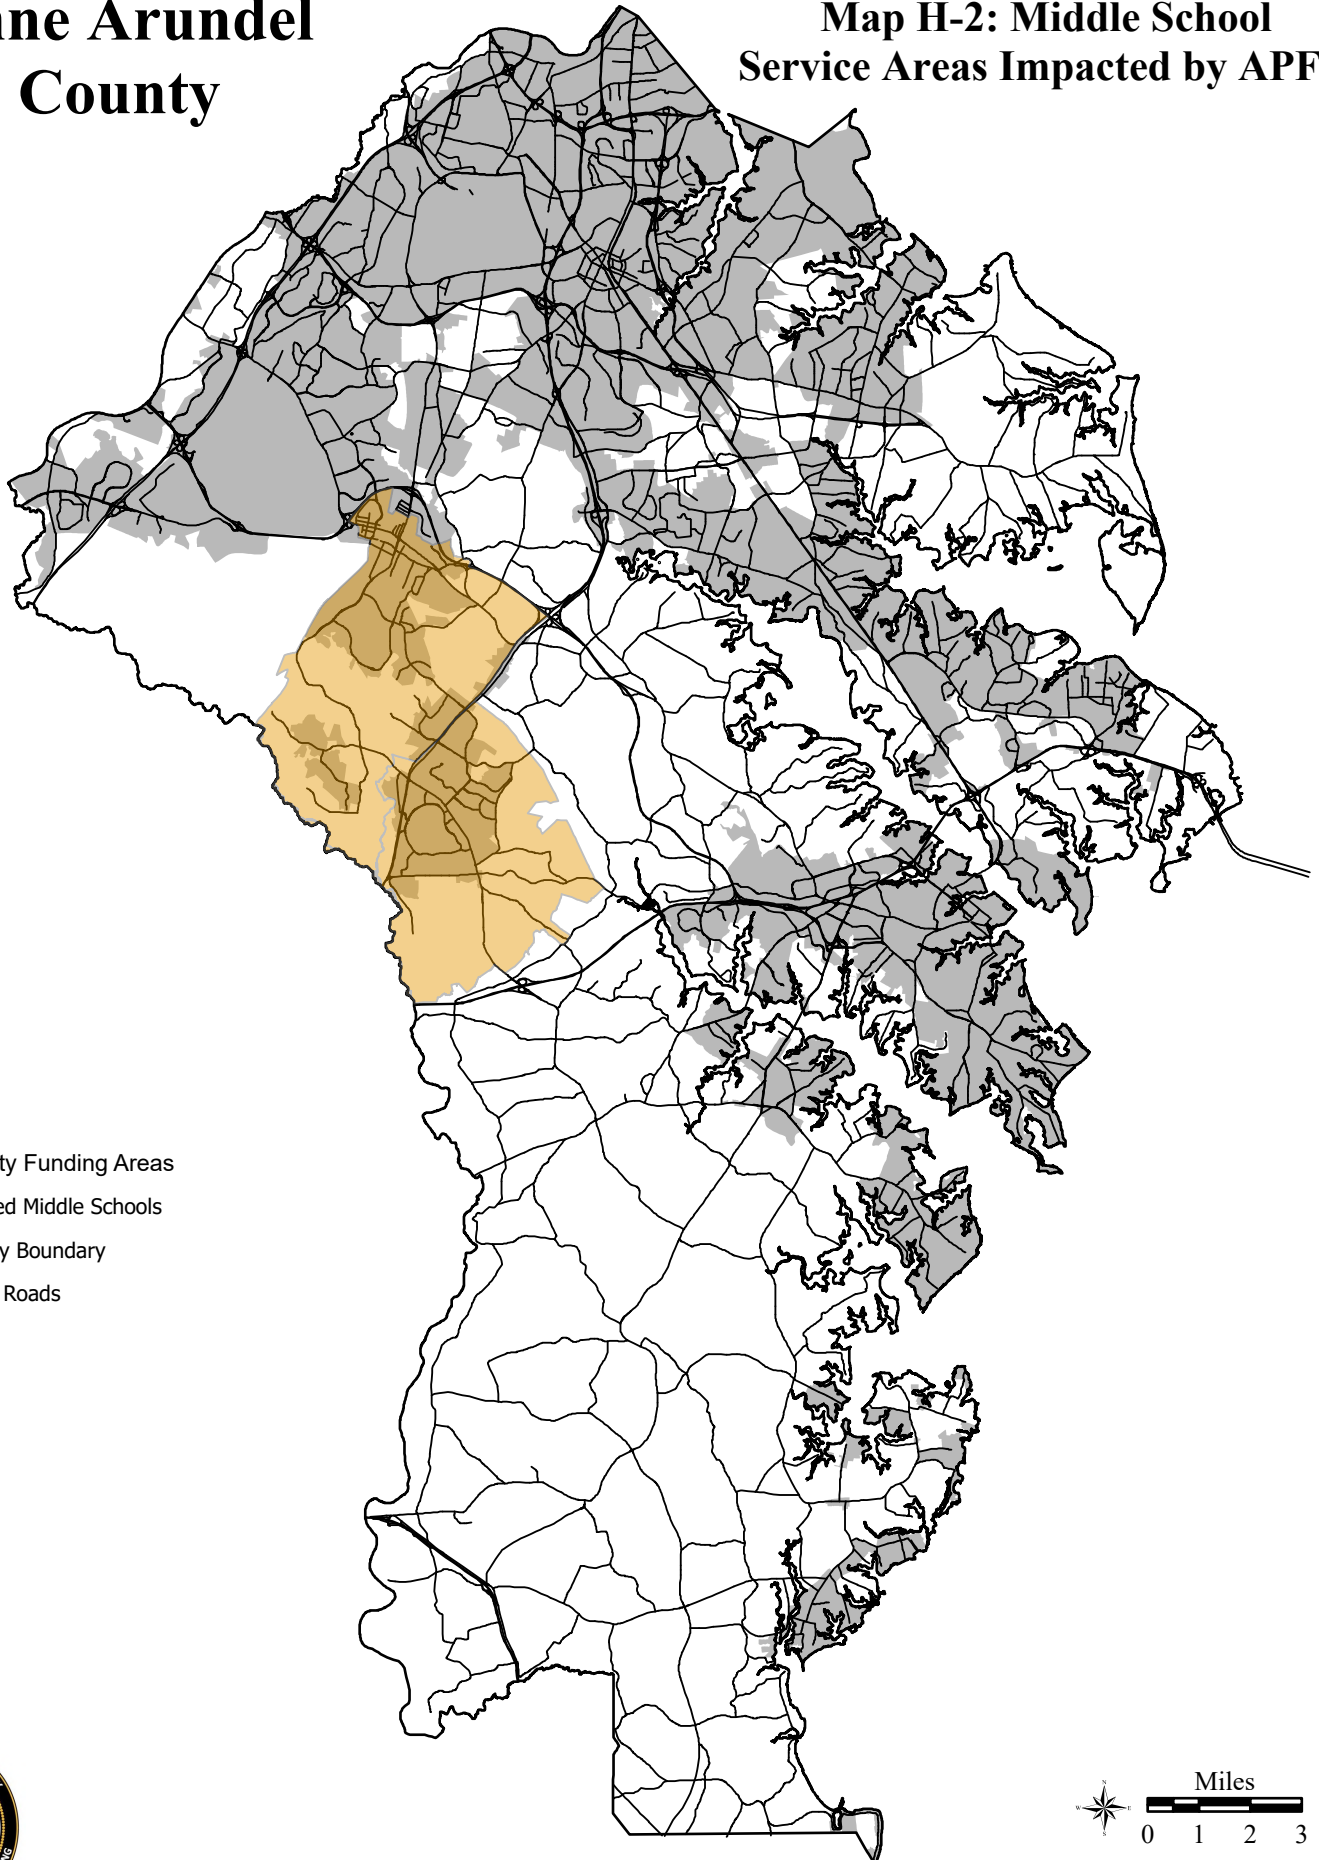 nne Arundel
County
Map H-2: Middle School
Service Areas Impacted by APF
ty Funding Areas
ed Middle Schools
y Boundary
Roads
Miles
0 1 2 3
N
W E
S